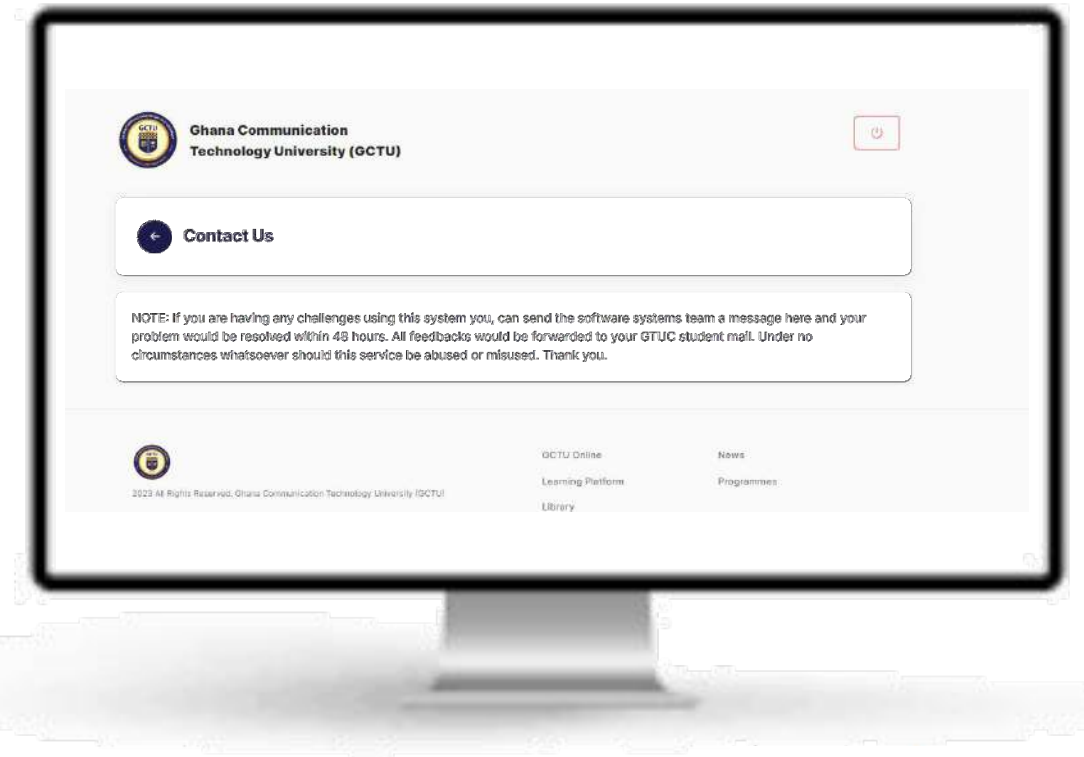 Ghana Communication
Technology University (GCTU)
Contact Us
NOTE: If you are having any challenges using this system you, can send the software systems team a message here and your
problem would be resolved within 48 hours. All feedbacks would be forwarded to your GTUC student mail. Under no
circumstances whatsoever should this service be abused or misused. Thank you.
2023 All Rights Reserved, Ghana Communication Technology University (GCTU)
GCTU Online
Learning Platform
Library
News
Programmes